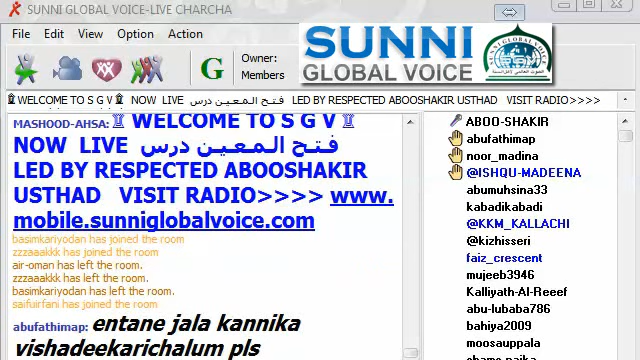 SUNNI GLOBAL VOICE-LIVE CHARCHA
File Edit View Option Action
SUNNI
GLOBAL VOICE
G
Owner:
Members
WELCOME TO S G V NOW LIVE فتح المعين درس LED BY RESPECTED ABOOSHAKIR USTHAD VISIT RADIO>>>>
MASHOOD-AHSA: WELCOME TO S G V
NOW LIVE فتح المعين درس
LED BY RESPECTED ABOOSHAKIR
USTHAD VISIT RADIO>>>> www.
mobile.sunniglobalvoice.com
basimkariyodan has joined the room
zzzaaakkk has joined the room
air-oman has left the room.
zzzaaakkk has left the room.
basimkariyodan has left the room.
saifuirfani has joined the room
abufathimap: entane jala kannika
vishadeekarichalum pls
ABOO-SHAKIR
abufathimap
noor_madina
@ISHQU-MADEENA
abumuhsina33
kabadikabadi
@KKM_KALLACHI
@kizhisseri
faiz_crescent
mujeeb3946
Kalliyath-Al-Reeef
abu-lubaba786
bahiya2009
moosauppala